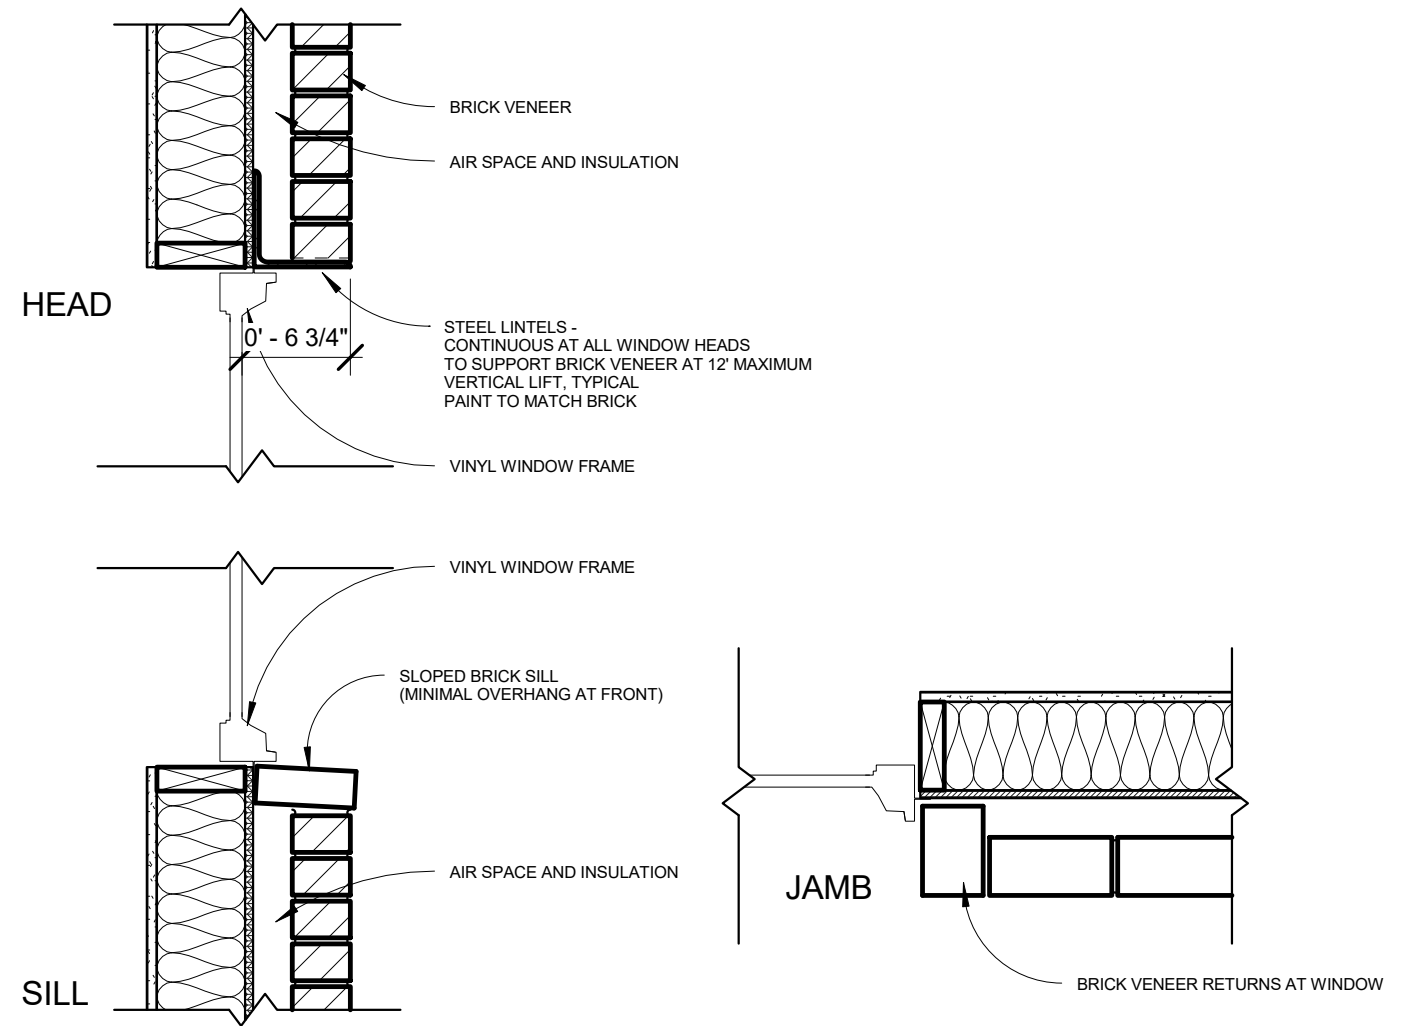 BRICK VENEER
AIR SPACE AND INSULATION
HEAD
0' - 6 3/4"
STEEL LINTELS -
CONTINUOUS AT ALL WINDOW HEADS
TO SUPPORT BRICK VENEER AT 12' MAXIMUM
VERTICAL LIFT, TYPICAL
PAINT TO MATCH BRICK
VINYL WINDOW FRAME
VINYL WINDOW FRAME
SLOPED BRICK SILL
(MINIMAL OVERHANG AT FRONT)
AIR SPACE AND INSULATION
SILL
JAMB
BRICK VENEER RETURNS AT WINDOW